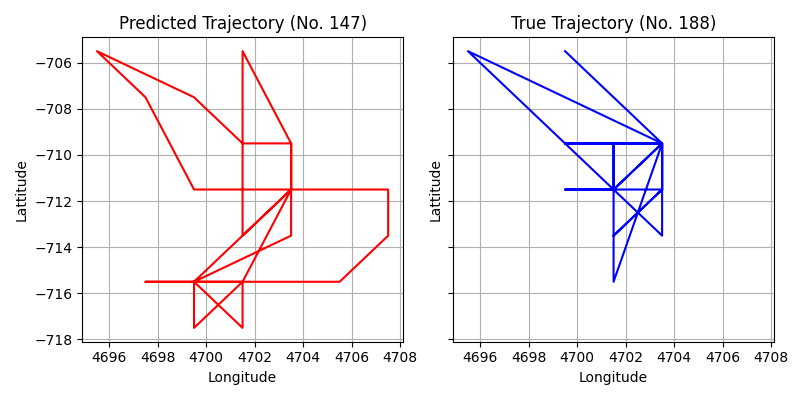 Predicted Trajectory (No. 147)
True Trajectory (No. 188)
Lattitude
−706
−708
−710
−712
−714
−716
−718
4696 4698 4700 4702 4704 4706 4708
Longitude
Lattitude
4696 4698 4700 4702 4704 4706 4708
Longitude